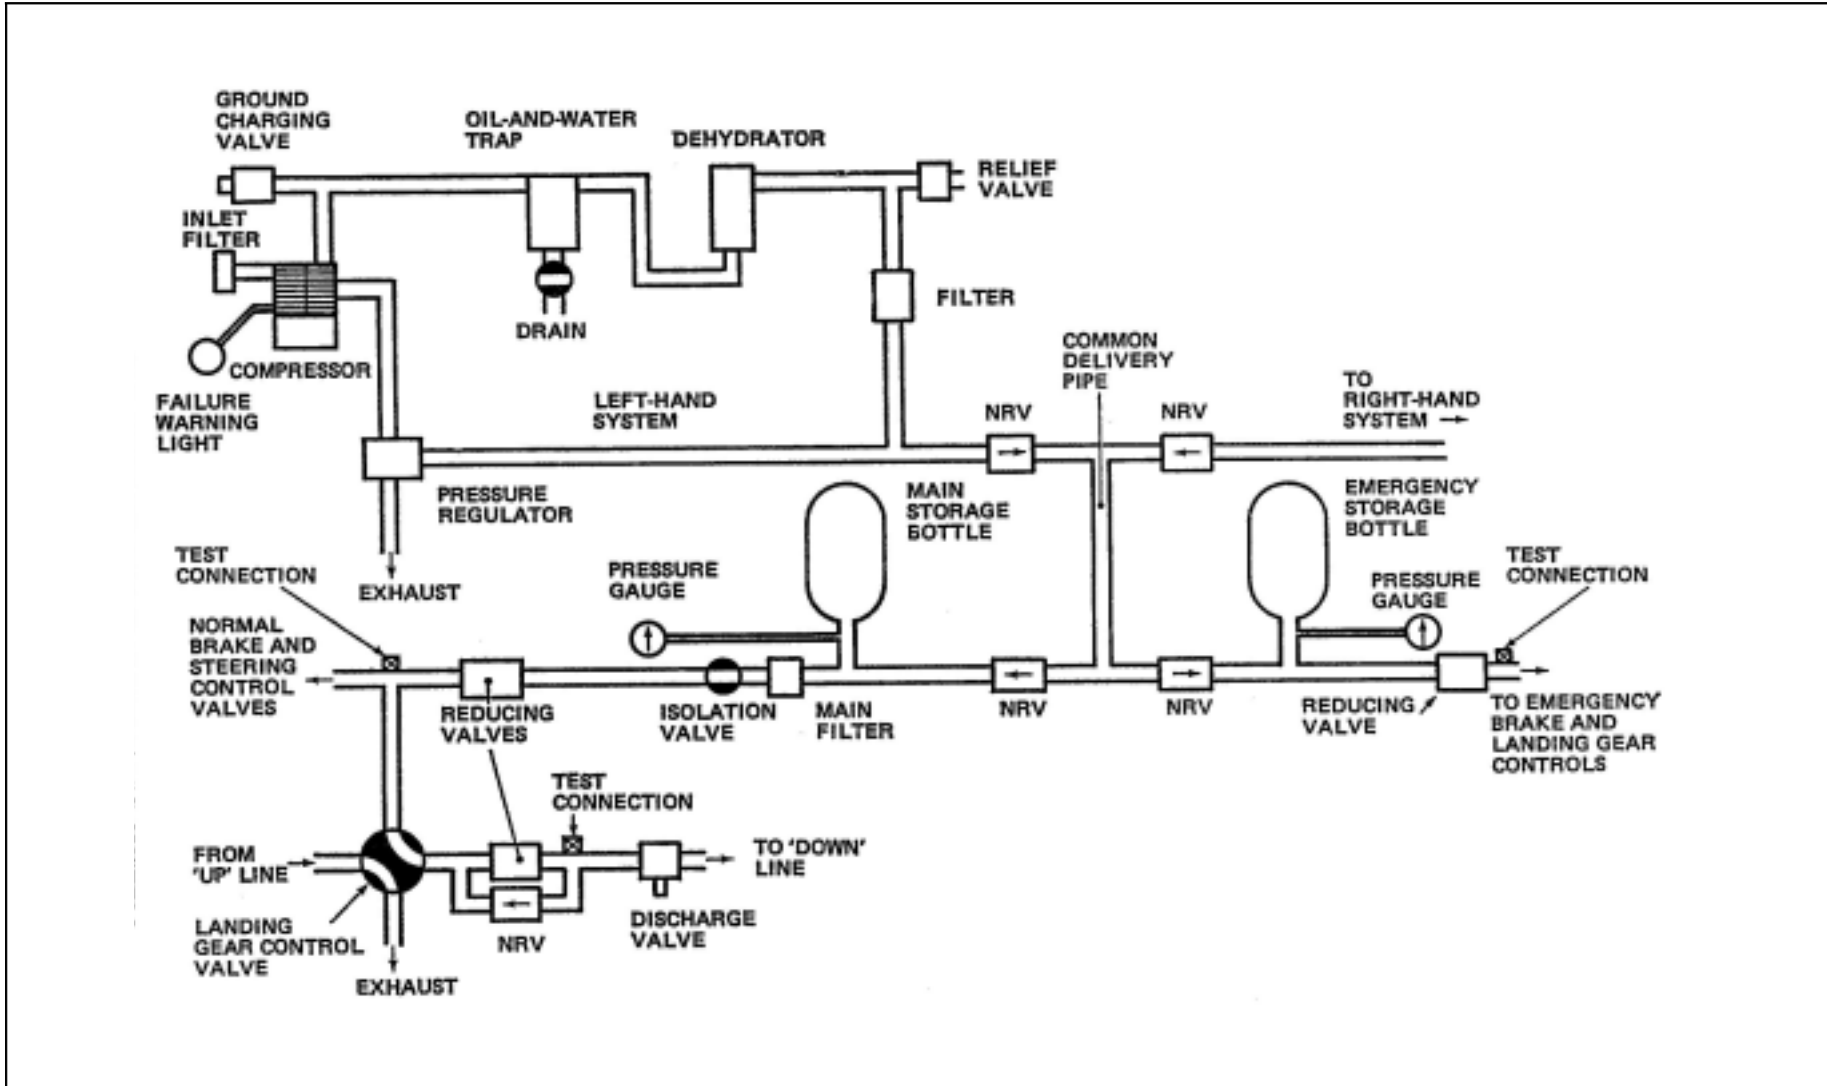 GROUND
CHARGING
VALVE
OIL-AND-WATER
TRAP
DEHYDRATOR
RELIEF
VALVE
INLET
FILTER
FILTER
DRAIN
COMPRESSOR
FAILURE
WARNING
LIGHT
LEFT-HAND
SYSTEM
COMMON
DELIVERY
PIPE
NRV
NRV
TO
RIGHT-HAND
SYSTEM
PRESSURE
REGULATOR
MAIN
STORAGE
BOTTLE
EMERGENCY
STORAGE
BOTTLE
TEST
CONNECTION
EXHAUST
PRESSURE
GAUGE
PRESSURE
GAUGE
TEST
CONNECTION
NORMAL
BRAKE AND
STEERING
CONTROL
VALVES
REDUCING
VALVES
ISOLATION
VALVE
MAIN
FILTER
NRV
NRV
REDUCING
VALVE
TO EMERGENCY
BRAKE AND
LANDING GEAR
CONTROLS
TEST
CONNECTION
FROM
'UP' LINE
TO 'DOWN'
LINE
LANDING
GEAR CONTROL
VALVE
NRV
DISCHARGE
VALVE
EXHAUST